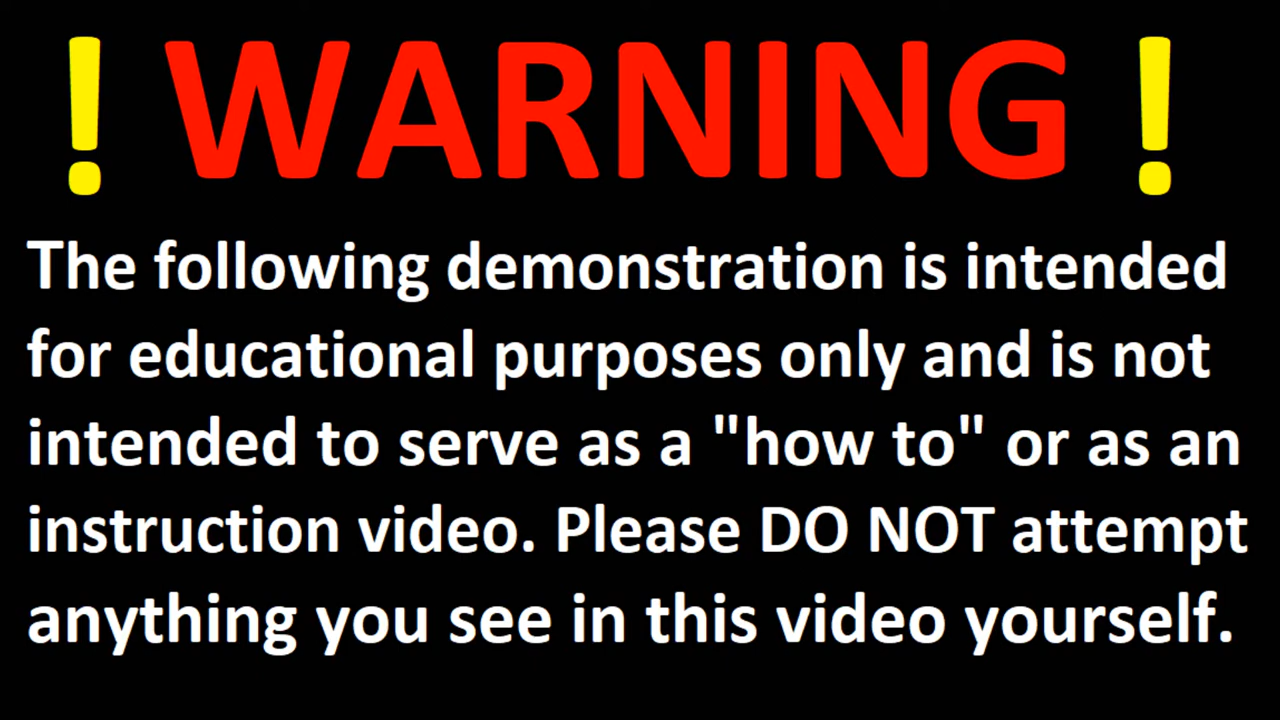 ! WARNING !
The following demonstration is intended
for educational purposes only and is not
intended to serve as a "how to" or as an
instruction video. Please DO NOT attempt
anything you see in this video yourself.